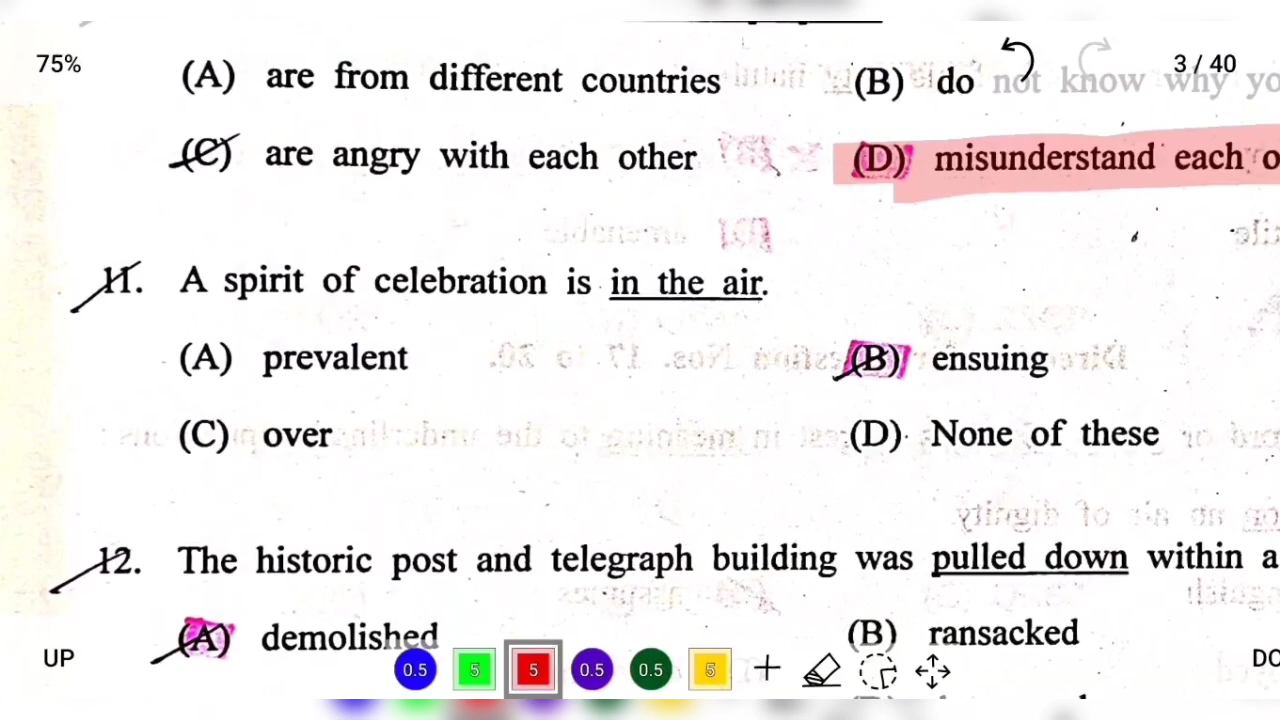 75%
3 / 40
(A) are from different countries (B) do not know why yo
(C) are angry with each other (D) misunderstand each o
11. A spirit of celebration is in the air.
(A) prevalent (B) ensuing
(C) over (D) None of these
12. The historic post and telegraph building was pulled down within a
UP
(A) demolished (B) ransacked
DO
0.5 5 5 0.5 0.5 5